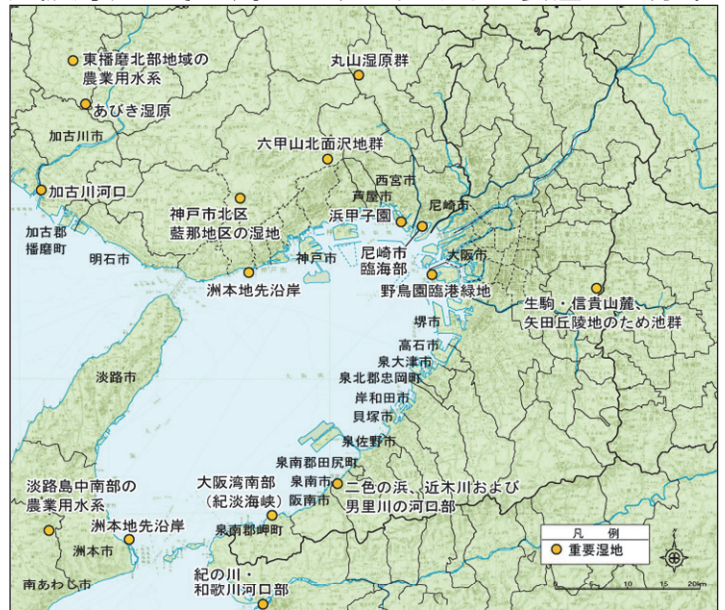 東播磨北部地域の
農業用水系
丸山湿原群
あびき湿原
加古川市
六甲山北面沢地群
西宮市
芦屋市
尼崎市
加古川河口
神戸市北区
藍那地区の湿地
浜甲子園
加古郡
播磨町
明石市
神戸市
尼崎市
臨海部
大阪市
洲本地先沿岸
野鳥園臨港緑地
生駒・信貴山麓、
矢田丘陵地のため池群
堺市
高石市
泉大津市
泉北郡忠岡町
淡路市
岸和田市
貝塚市
泉佐野市
泉南郡田尻町
淡路島中南部の
農業用水系
大阪湾南部
(紀淡海峡)
泉南市
阪南市
二色の浜、近木川および
男里川の河口部
洲本地先沿岸
泉南郡岬町
洲本市
凡 例
重要湿地
南あわじ市
紀の川・
和歌川河口部
0 5 10 15 20km